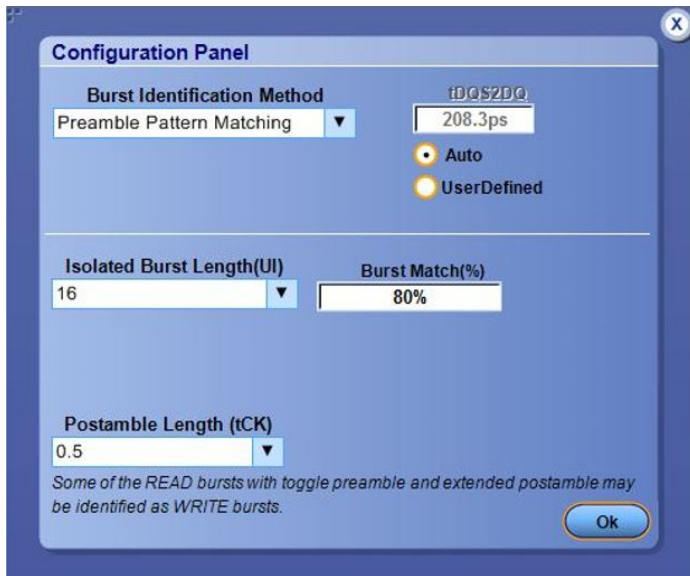 X
Configuration Panel
Burst Identification Method
Preamble Pattern Matching
tDQS2DQ
208.3ps
Auto
UserDefined
Isolated Burst Length(UI)
16
Burst Match(%)
80%
Postamble Length (tCK)
0.5
Some of the READ bursts with toggle preamble and extended postamble may
be identified as WRITE bursts.
Ok